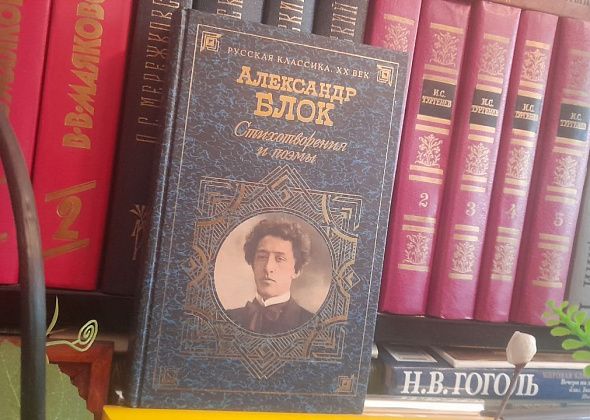 РУССКАЯ КЛАССИКА. XX ВЕК
АЛЕКСАНДР
БЛОК
Стихотворения
и поэмы
В·В·МАЯКОВ
2
МЕРЕЖКОВ
И.С.
ТУРГЕНЕВ
2
И.С.
ТУРГЕНЕВ
3
И.С.
ТУРГЕНЕВ
4
И.С.
ТУРГЕНЕВ
5
Н.В. ГОГОЛЬ